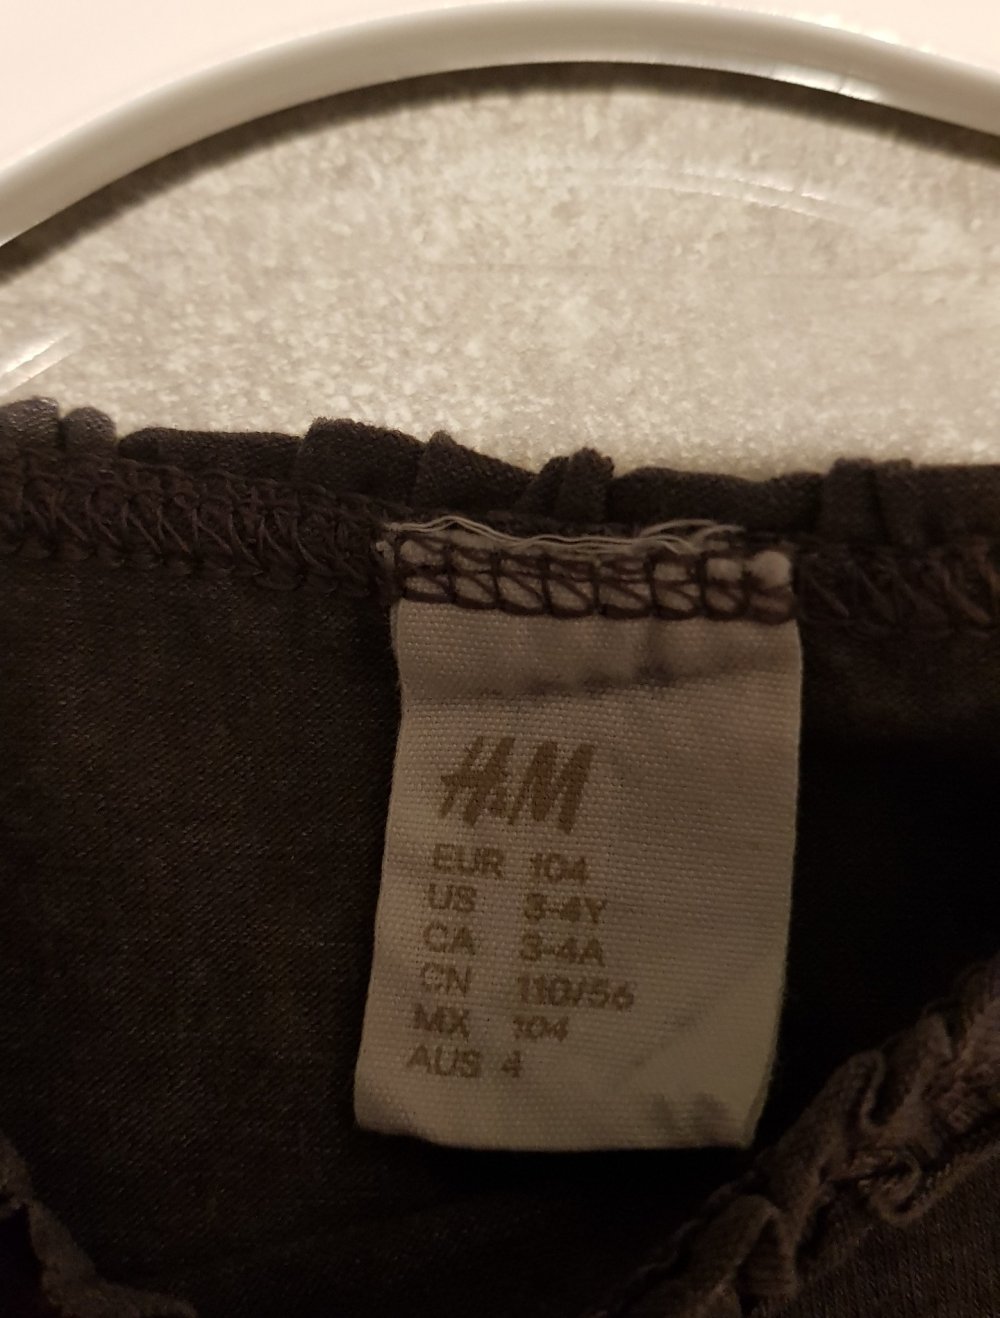 H&M
EUR 104
US 3-4Y
CA 3-4A
CN 110/56
MX 104
AUS 4